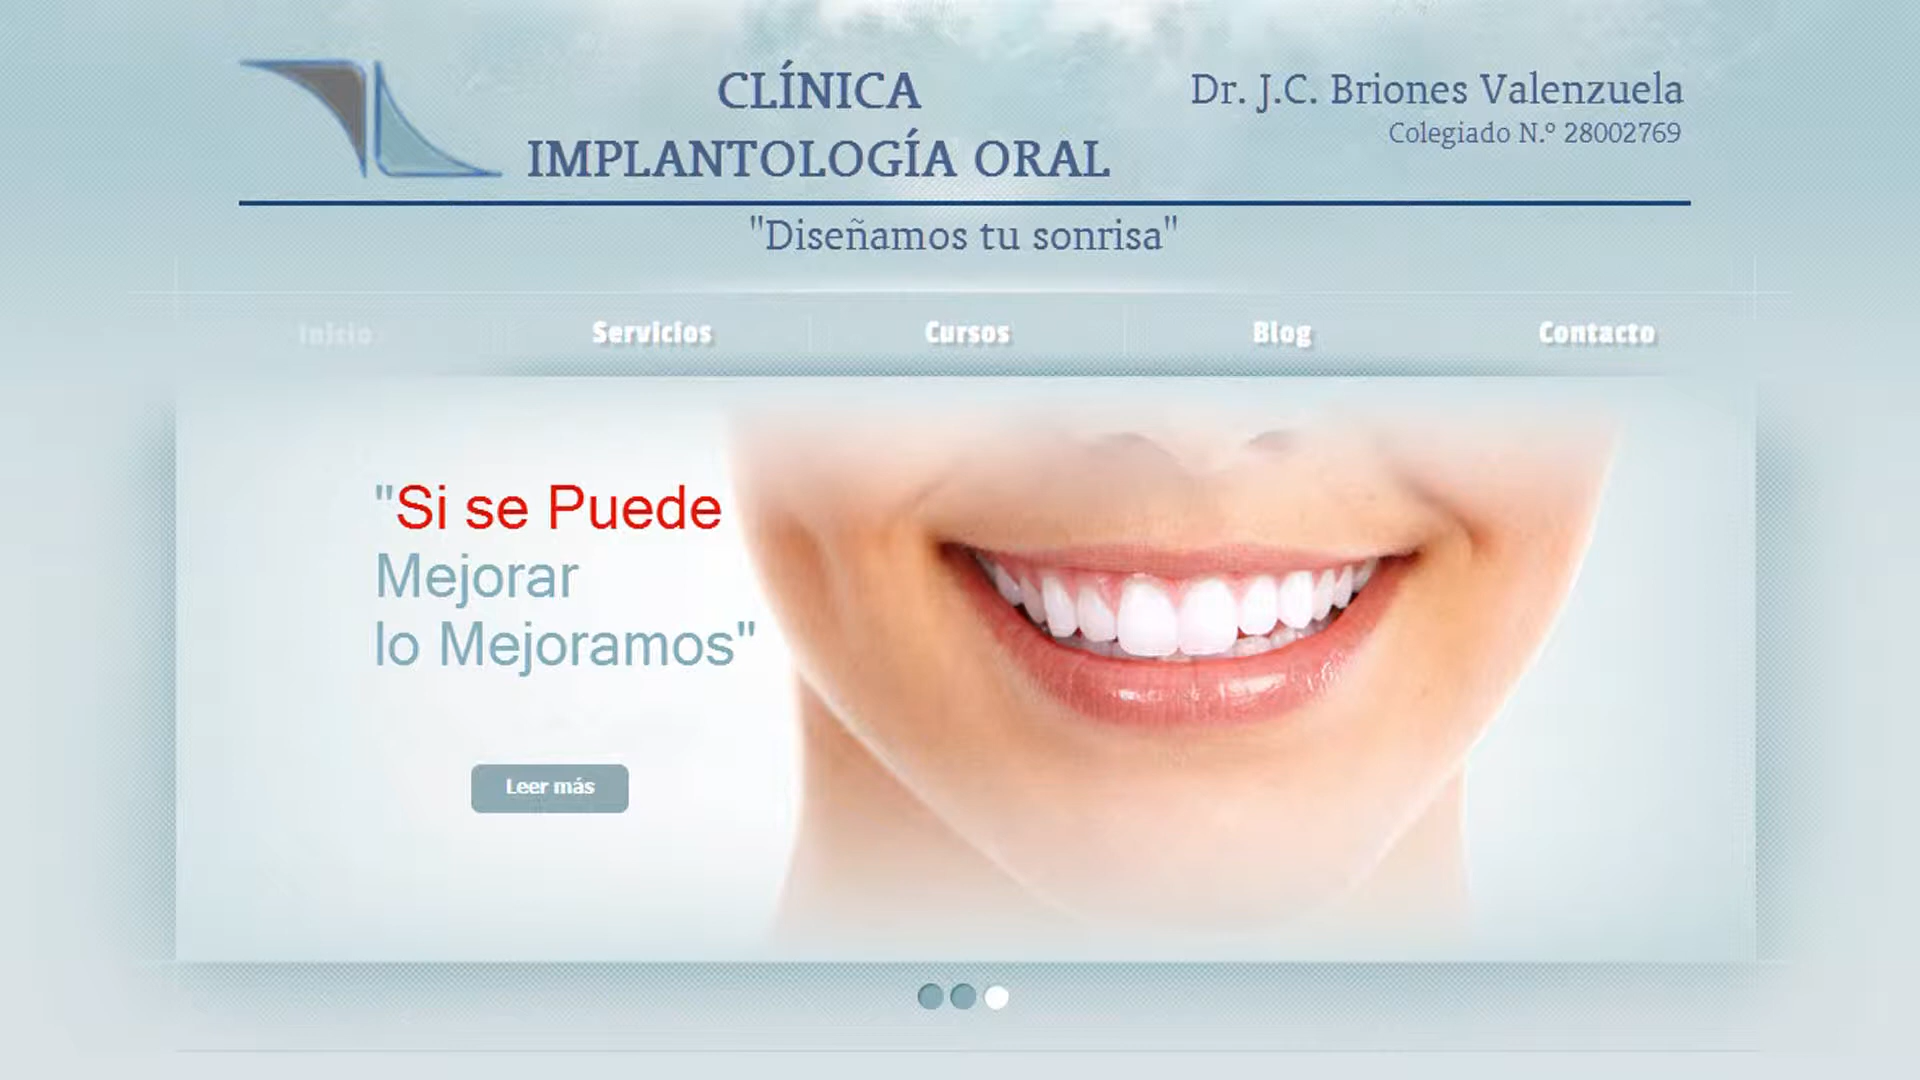 CLÍNICA
IMPLANTOLOGÍA ORAL
Dr. J.C. Briones Valenzuela
Colegiado N.º 28002769
"Diseñamos tu sonrisa"
Inicio
Servicios
Cursos
Blog
Contacto
"Si se Puede
Mejorar
lo Mejoramos"
Leer más